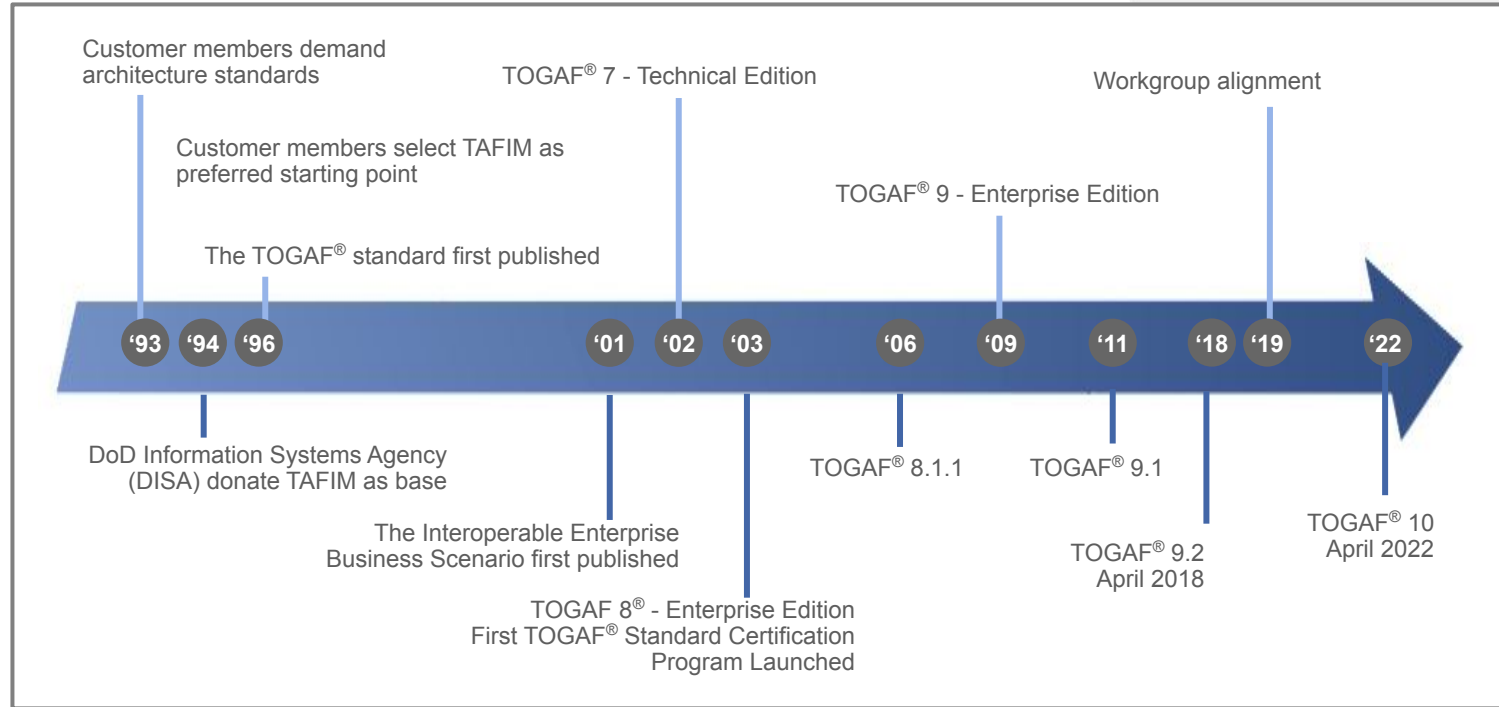 Customer members demand
architecture standards
TOGAF® 7 - Technical Edition
Workgroup alignment
Customer members select TAFIM as
preferred starting point
TOGAF® 9 - Enterprise Edition
The TOGAF® standard first published
‘93
‘94
‘96
‘01
‘02
‘03
‘06
‘09
‘11
‘18
‘19
‘22
DoD Information Systems Agency
(DISA) donate TAFIM as base
The Interoperable Enterprise
Business Scenario first published
TOGAF 8® - Enterprise Edition
First TOGAF® Standard Certification
Program Launched
TOGAF® 8.1.1
TOGAF® 9.1
TOGAF® 9.2
April 2018
TOGAF® 10
April 2022